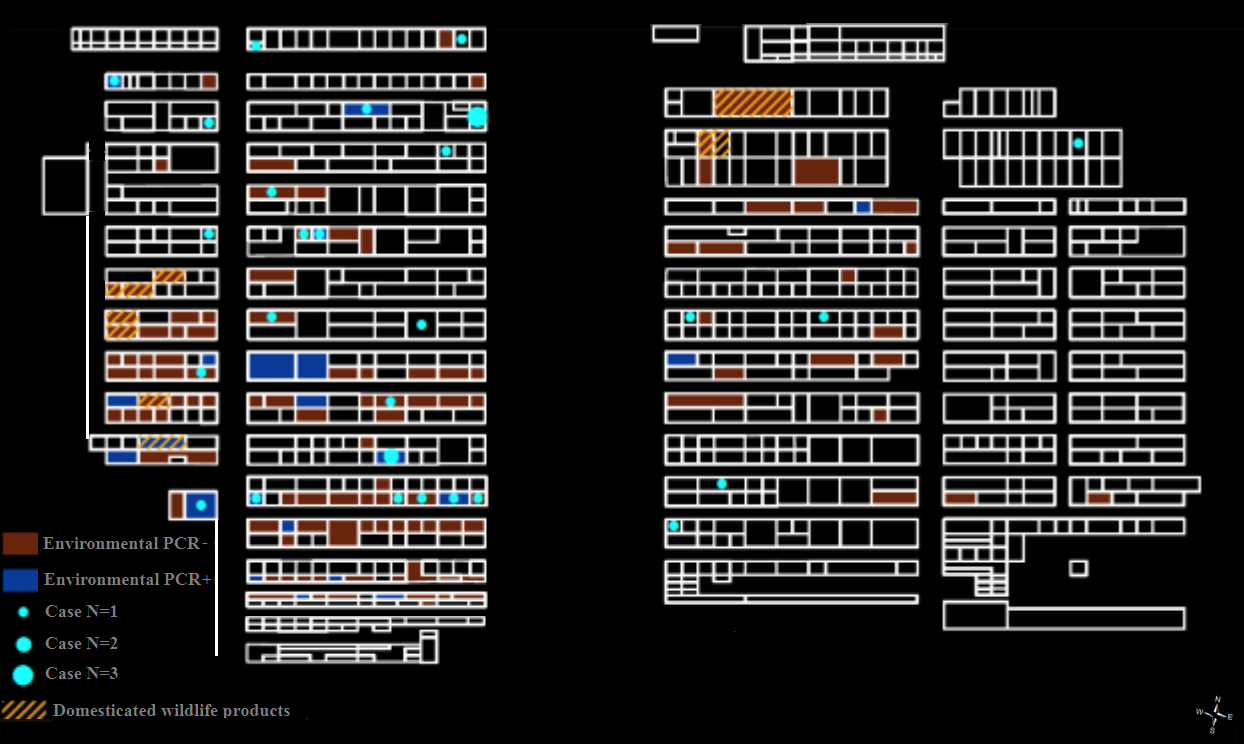 Environmental PCR-
Environmental PCR+
Case N=1
Case N=2
Case N=3
Domesticated wildlife products
N
W E
S